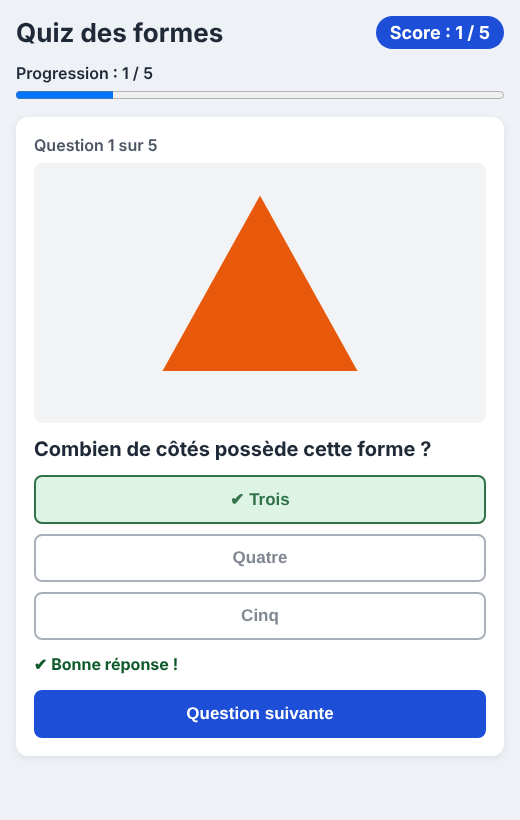 Quiz des formes
Score : 1 / 5
Progression : 1 / 5
Question 1 sur 5
Combien de côtés possède cette forme ?
✔ Trois
Quatre
Cinq
✔ Bonne réponse !
Question suivante